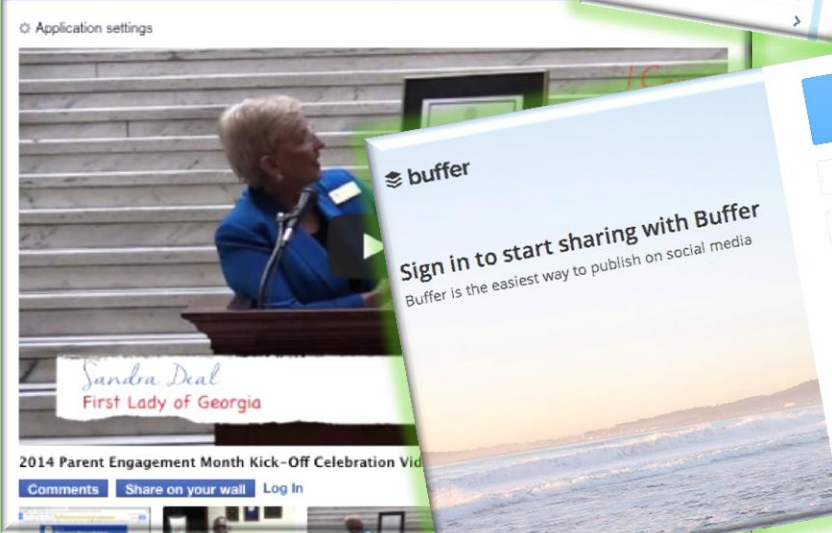 Application settings
Sandra Deal
First Lady of Georgia
2014 Parent Engagement Month Kick-Off Celebration
Comments Share on your wall Log In
buffer
Sign in to start sharing with Buffer
Buffer is the easiest way to publish on social media